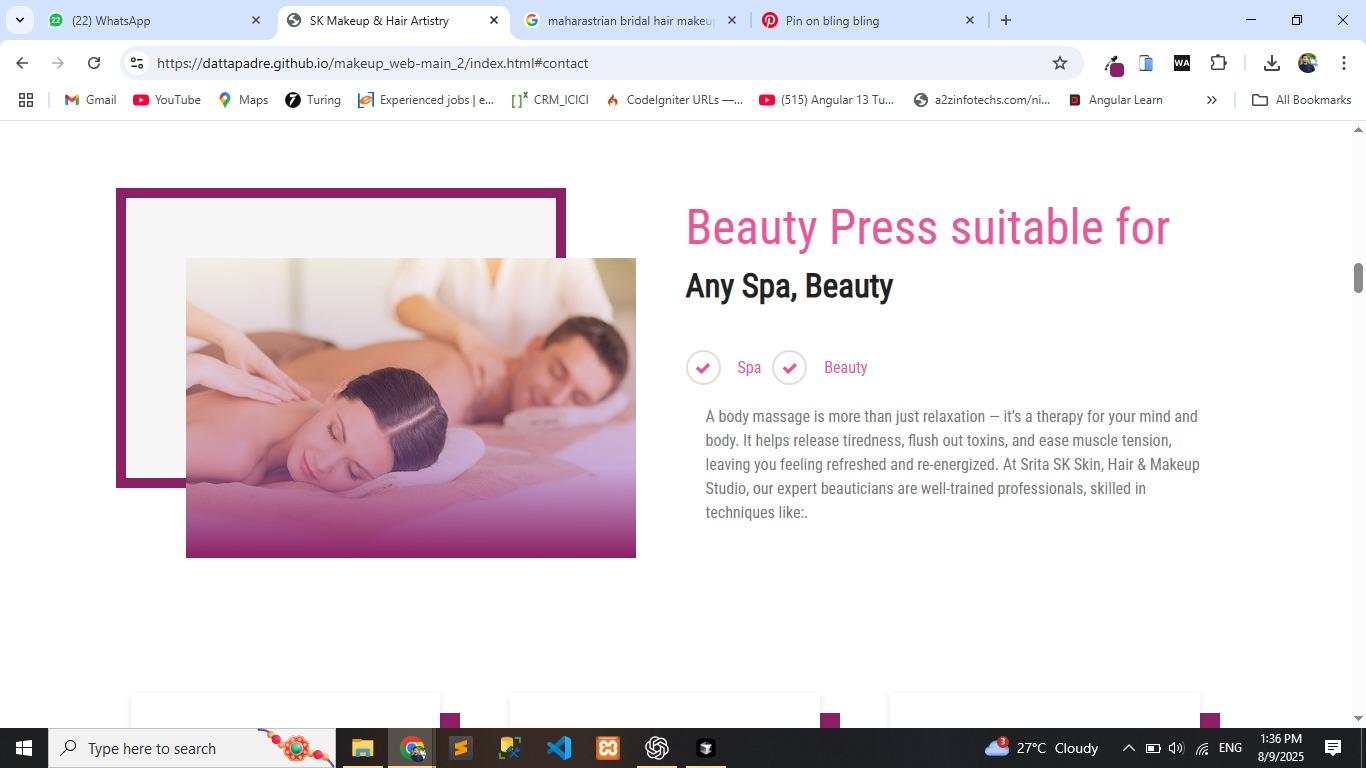 (22) WhatsApp
SK Makeup & Hair Artistry
maharastrian bridal hair makeup
Pin on bling bling
https://dattapadre.github.io/makeup_web-main_2/index.html#contact
WA
Gmail
YouTube
Maps
Turing
Experienced jobs | e...
CRM_ICICI
CodeIgniter URLs —...
(515) Angular 13 Tu...
a2zinfotechs.com/ni...
Angular Learn
All Bookmarks
Beauty Press suitable for
Any Spa, Beauty
Spa
Beauty
A body massage is more than just relaxation — it's a therapy for your mind and
body. It helps release tiredness, flush out toxins, and ease muscle tension,
leaving you feeling refreshed and re-energized. At Srita SK Skin, Hair & Makeup
Studio, our expert beauticians are well-trained professionals, skilled in
techniques like:.
Type here to search
3
27°C Cloudy
ENG
1:36 PM
8/9/2025